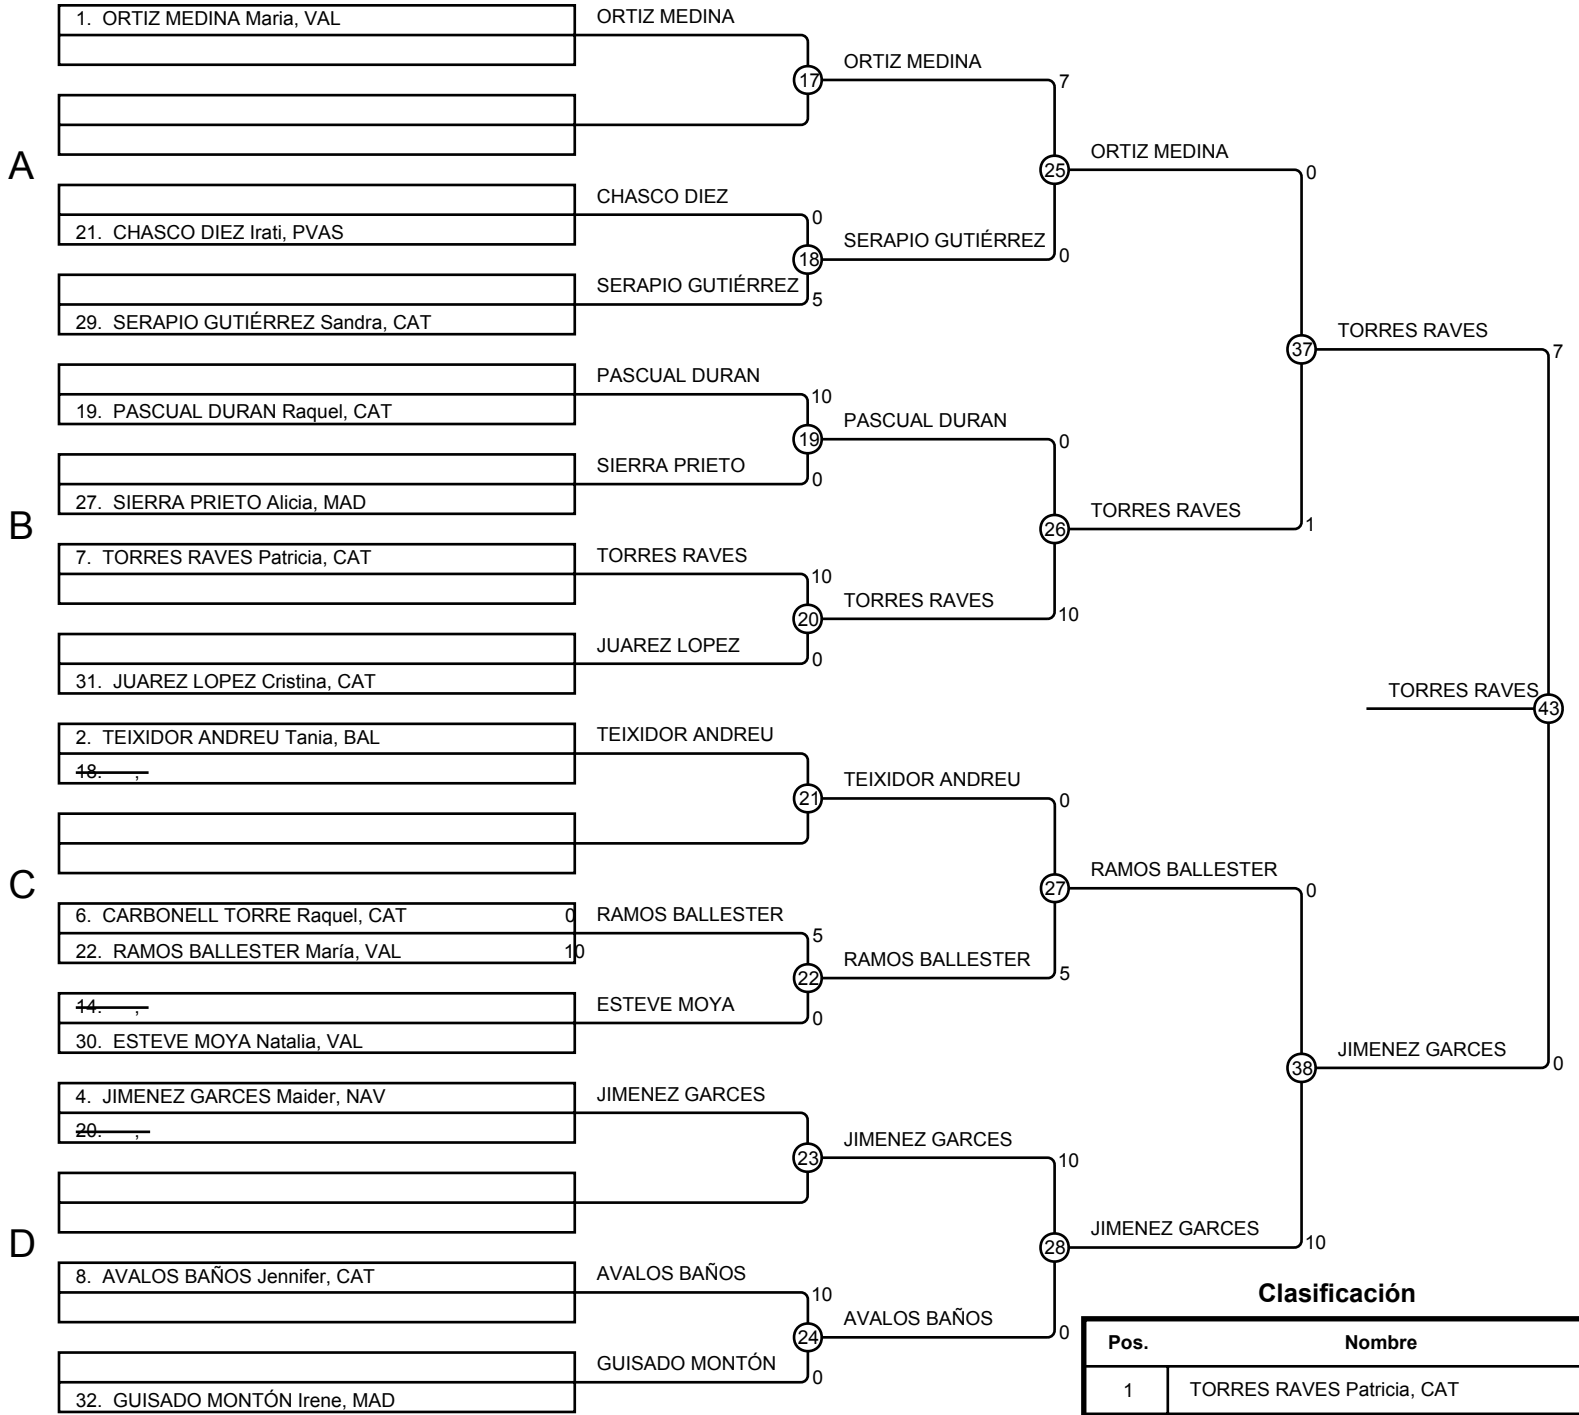 1. ORTIZ MEDINA Maria, VAL
ORTIZ MEDINA
17
ORTIZ MEDINA
7
A
25
ORTIZ MEDINA
0
CHASCO DIEZ
0
21. CHASCO DIEZ Irati, PVAS
18
SERAPIO GUTIÉRREZ
0
SERAPIO GUTIÉRREZ
5
29. SERAPIO GUTIÉRREZ Sandra, CAT
37
TORRES RAVES
7
PASCUAL DURAN
10
19. PASCUAL DURAN Raquel, CAT
19
PASCUAL DURAN
0
SIERRA PRIETO
0
27. SIERRA PRIETO Alicia, MAD
B
26
TORRES RAVES
1
7. TORRES RAVES Patricia, CAT
TORRES RAVES
10
20
TORRES RAVES
10
JUAREZ LOPEZ
0
31. JUAREZ LOPEZ Cristina, CAT
TORRES RAVES
43
2. TEIXIDOR ANDREU Tania, BAL
TEIXIDOR ANDREU
18. ,
21
TEIXIDOR ANDREU
0
C
27
RAMOS BALLESTER
0
6. CARBONELL TORRE Raquel, CAT 0
RAMOS BALLESTER
5
22. RAMOS BALLESTER María, VAL 10
22
RAMOS BALLESTER
5
14. ,
ESTEVE MOYA
0
30. ESTEVE MOYA Natalia, VAL
38
JIMENEZ GARCES
0
4. JIMENEZ GARCES Maider, NAV
JIMENEZ GARCES
20. ,
23
JIMENEZ GARCES
10
D
28
JIMENEZ GARCES
10
8. AVALOS BAÑOS Jennifer, CAT
AVALOS BAÑOS
10
24
AVALOS BAÑOS
0
GUISADO MONTÓN
0
32. GUISADO MONTÓN Irene, MAD
Clasificación
Pos. Nombre
1 TORRES RAVES Patricia, CAT